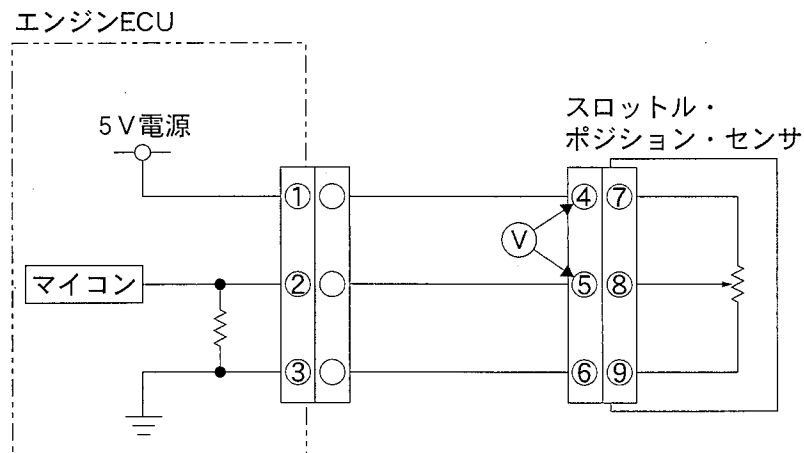 エンジンECU
スロットル・
ポジション・センサ
5V電源
① ④ ⑦
V
マイコン ② ⑤ ⑧
③ ⑥ ⑨